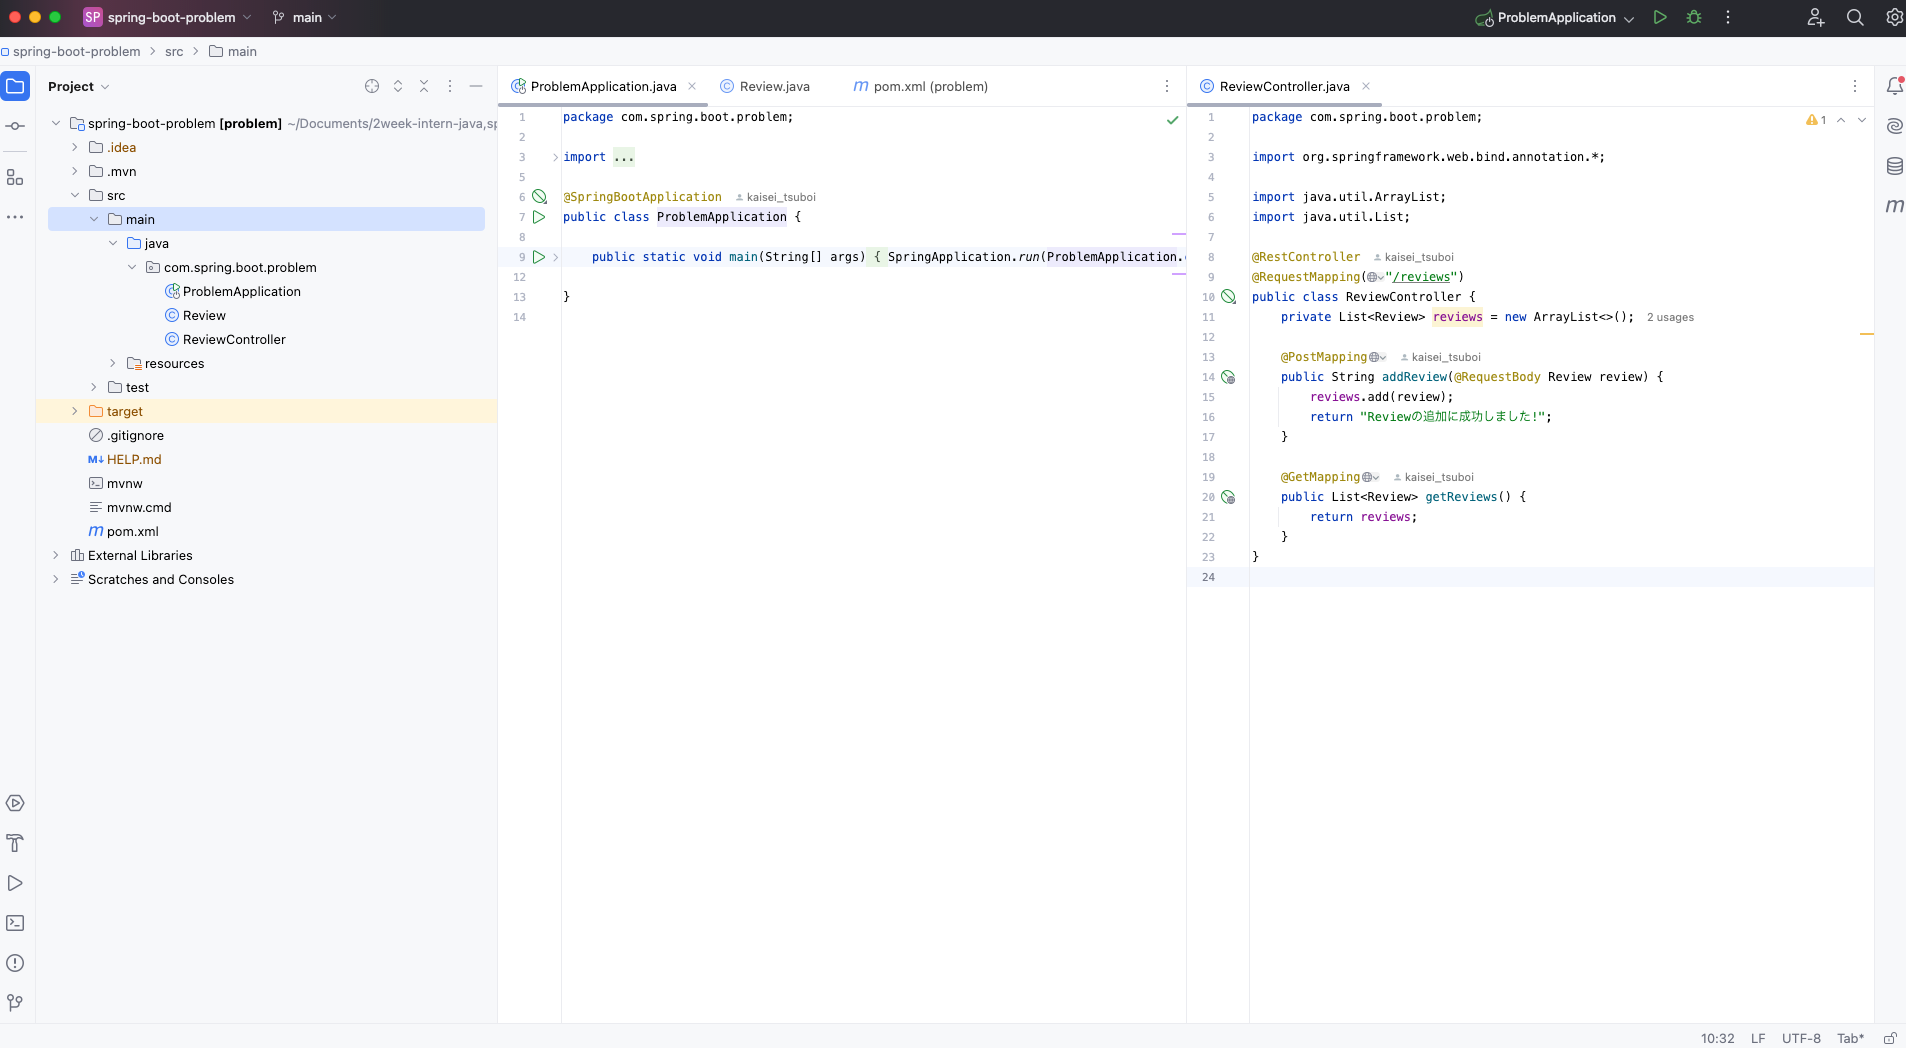 SP spring-boot-problem main ProblemApplication
spring-boot-problem > src > main
Project
spring-boot-problem [problem] ~/Documents/2week-intern-java,sp
.idea
.mvn
src
main
java
com.spring.boot.problem
ProblemApplication
Review
ReviewController
resources
test
target
.gitignore
HELP.md
mvnw
mvnw.cmd
pom.xml
External Libraries
Scratches and Consoles
ProblemApplication.java Review.java pom.xml (problem)
1 package com.spring.boot.problem;
2
3 import ...
5
6 @SpringBootApplication kaisei_tsuboi
7 public class ProblemApplication {
8
9 public static void main(String[] args) { SpringApplication.run(ProblemApplication.
12
13 }
14
ReviewController.java
1 package com.spring.boot.problem; 1
2
3 import org.springframework.web.bind.annotation.*;
4
5 import java.util.ArrayList;
6 import java.util.List;
7
8 @RestController kaisei_tsuboi
9 @RequestMapping("/reviews")
10 public class ReviewController {
11 private List<Review> reviews = new ArrayList<>(); 2 usages
12
13 @PostMapping kaisei_tsuboi
14 public String addReview(@RequestBody Review review) {
15 reviews.add(review);
16 return "Reviewの追加に成功しました!";
17 }
18
19 @GetMapping kaisei_tsuboi
20 public List<Review> getReviews() {
21 return reviews;
22 }
23 }
24
10:32 LF UTF-8 Tab*